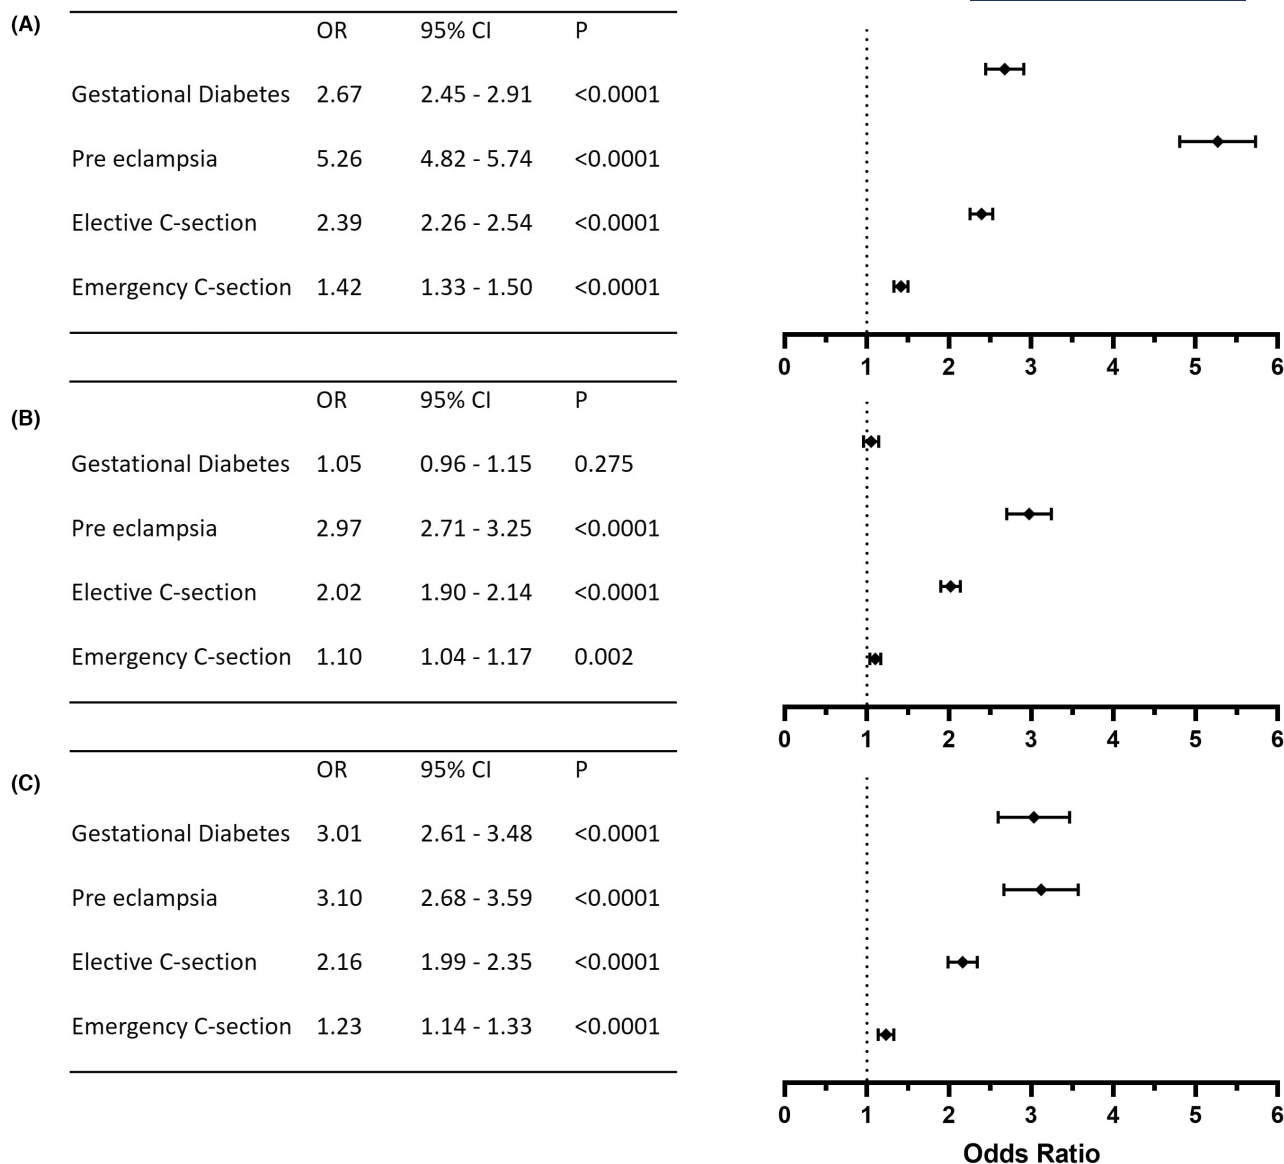 (A)
OR 95% CI P
Gestational Diabetes 2.67 2.45 - 2.91 <0.0001
Pre eclampsia 5.26 4.82 - 5.74 <0.0001
Elective C-section 2.39 2.26 - 2.54 <0.0001
Emergency C-section 1.42 1.33 - 1.50 <0.0001
0 1 2 3 4 5 6
(B)
OR 95% CI P
Gestational Diabetes 1.05 0.96 - 1.15 0.275
Pre eclampsia 2.97 2.71 - 3.25 <0.0001
Elective C-section 2.02 1.90 - 2.14 <0.0001
Emergency C-section 1.10 1.04 - 1.17 0.002
0 1 2 3 4 5 6
(C)
OR 95% CI P
Gestational Diabetes 3.01 2.61 - 3.48 <0.0001
Pre eclampsia 3.10 2.68 - 3.59 <0.0001
Elective C-section 2.16 1.99 - 2.35 <0.0001
Emergency C-section 1.23 1.14 - 1.33 <0.0001
0 1 2 3 4 5 6
Odds Ratio